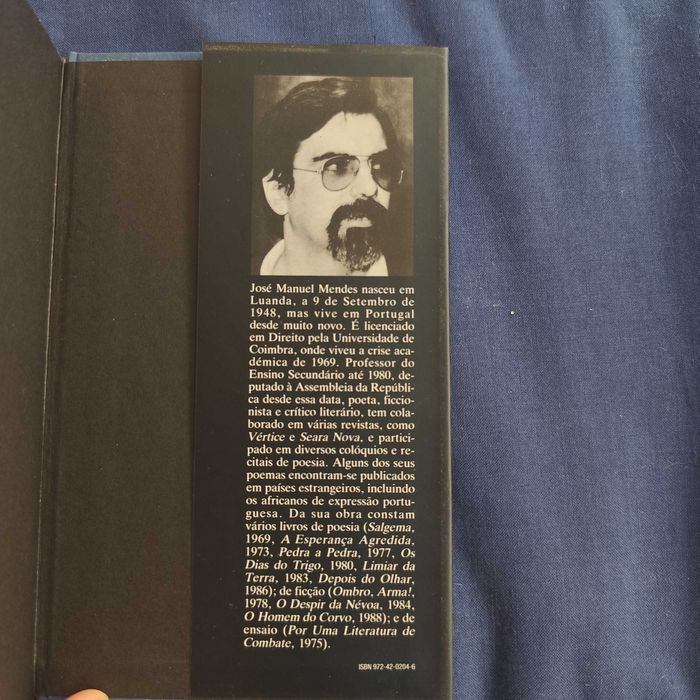 José Manuel Mendes nasceu em
Luanda, a 9 de Setembro de
1948, mas vive em Portugal
desde muito novo. É licenciado
em Direito pela Universidade de
Coimbra, onde viveu a crise aca-
démica de 1969. Professor do
Ensino Secundário até 1980, de-
putado à Assembleia da Repúbli-
ca desde essa data, poeta, ficcio-
nista e crítico literário, tem cola-
borado em várias revistas, como
Vértice e Seara Nova, e partici-
pado em diversos colóquios e re-
citais de poesia. Alguns dos seus
poemas encontram-se publicados
em países estrangeiros, incluindo
os africanos de expressão portu-
guesa. Da sua obra constam
vários livros de poesia (Salgema,
1969, A Esperança Agredida,
1973, Pedra a Pedra, 1977, Os
Dias do Trigo, 1980, Limiar da
Terra, 1983, Depois do Olhar,
1986); de ficção (Ombro, Arma!,
1978, O Despir da Névoa, 1984,
O Homem do Corvo, 1988); e de
ensaio (Por Uma Literatura de
Combate, 1975).
ISBN 972-42-0204-6